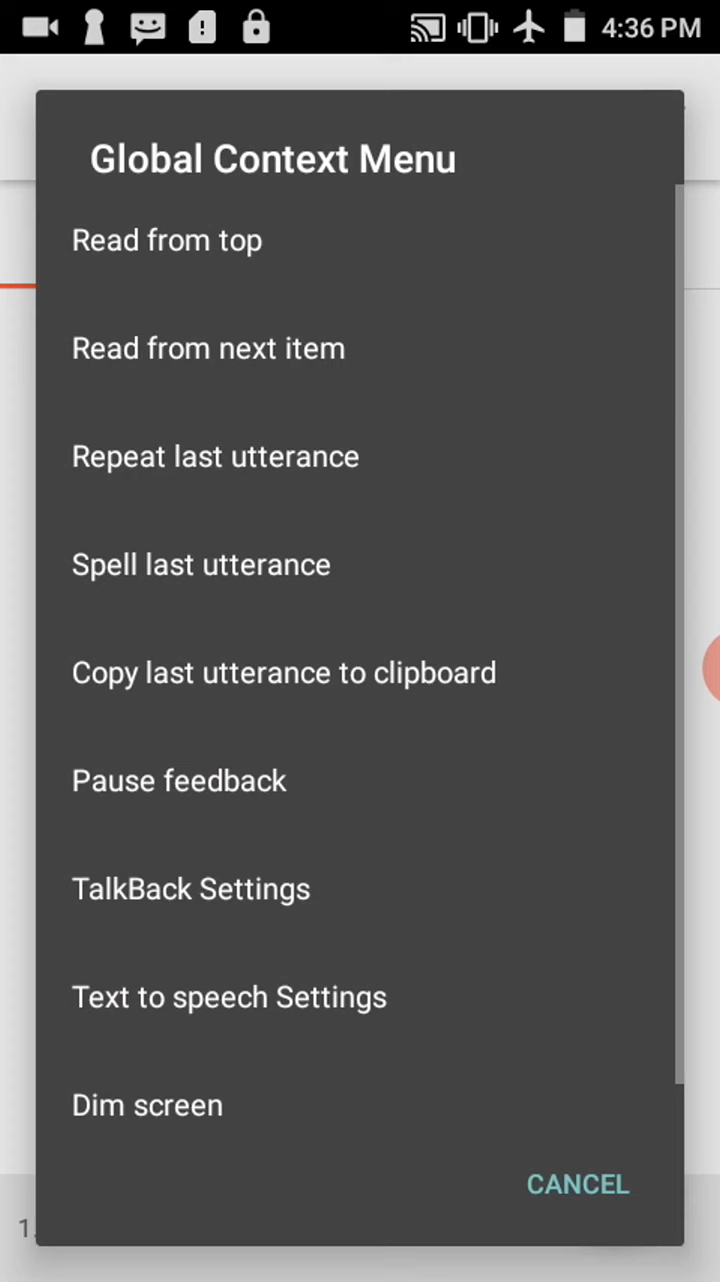 4:36 PM
Global Context Menu
Read from top
Read from next item
Repeat last utterance
Spell last utterance
Copy last utterance to clipboard
Pause feedback
TalkBack Settings
Text to speech Settings
Dim screen
CANCEL
1.